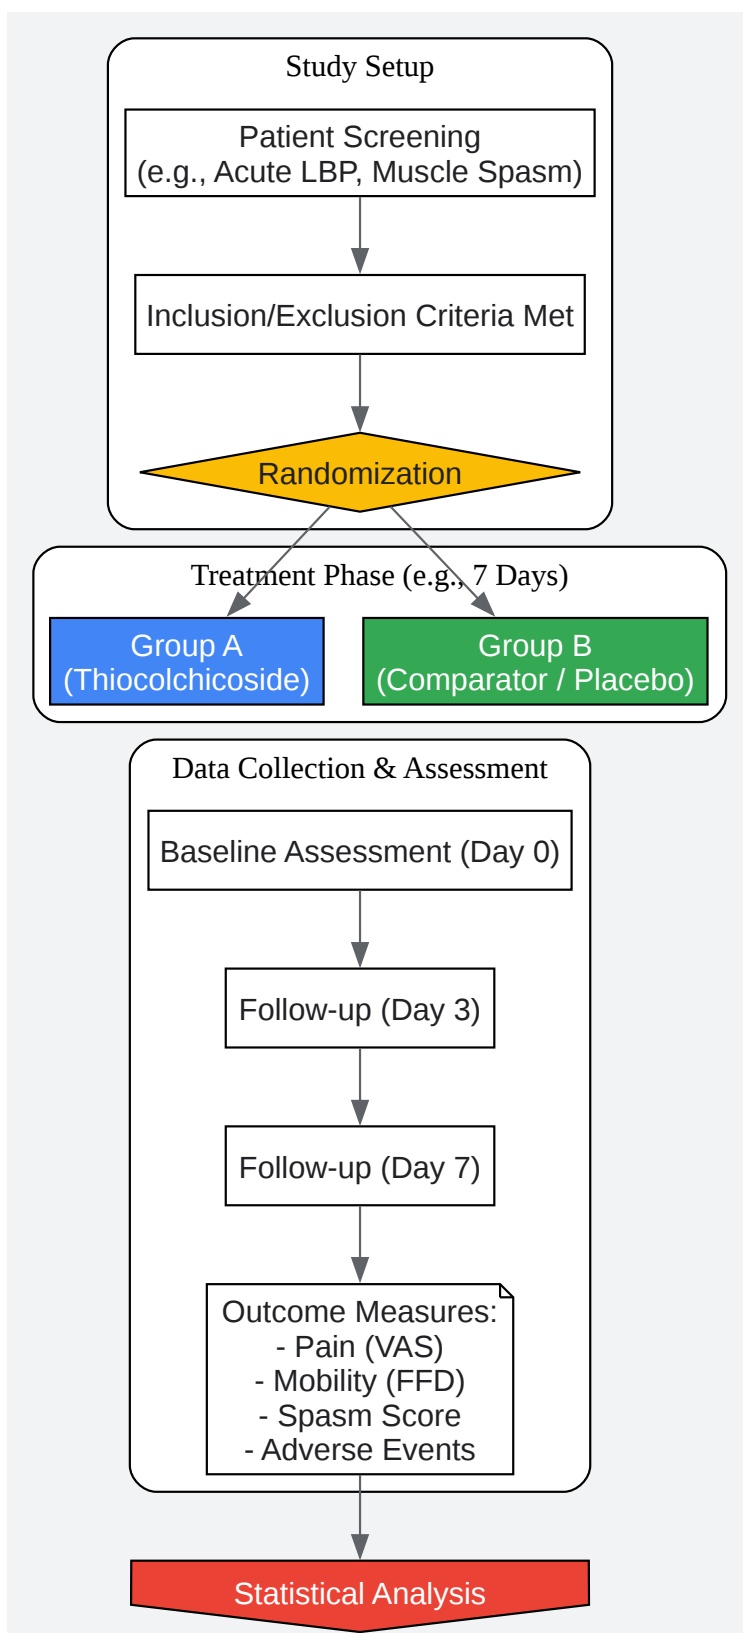 Study Setup
Patient Screening
(e.g., Acute LBP, Muscle Spasm)
Inclusion/Exclusion Criteria Met
Randomization
Treatment Phase (e.g., 7 Days)
Group A
(Thiocolchicoside)
Group B
(Comparator / Placebo)
Data Collection & Assessment
Baseline Assessment (Day 0)
Follow-up (Day 3)
Follow-up (Day 7)
Outcome Measures:
- Pain (VAS)
- Mobility (FFD)
- Spasm Score
- Adverse Events
Statistical Analysis